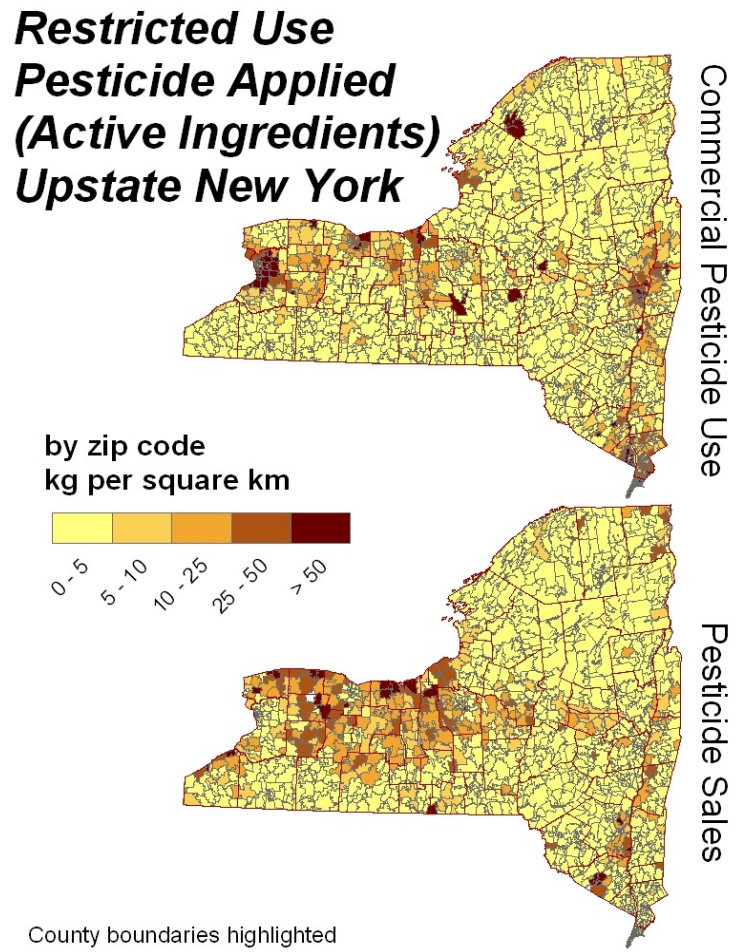 Restricted Use
Pesticide Applied
(Active Ingredients)
Upstate New York
Commercial Pesticide Use
by zip code
kg per square km
0 - 5
5 - 10
10 - 25
25 - 50
> 50
Pesticide Sales
County boundaries highlighted